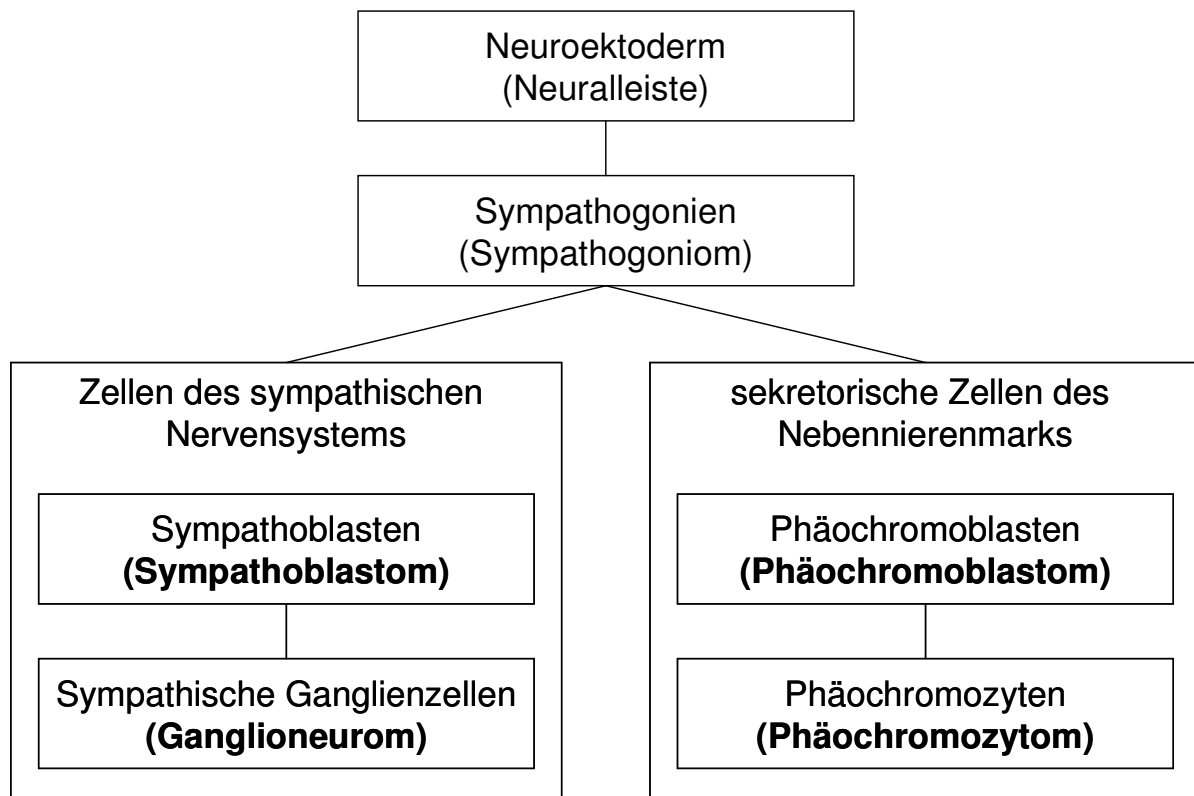 Neuroektoderm
(Neuralleiste)
Sympathogonien
(Sympathogoniom)
Zellen des sympathischen
Nervensystems
Sympathoblasten
(Sympathoblastom)
Sympathische Ganglienzellen
(Ganglioneurom)
sekretorische Zellen des
Nebennierenmarks
Phäochromoblasten
(Phäochromoblastom)
Phäochromozyten
(Phäochromozytom)